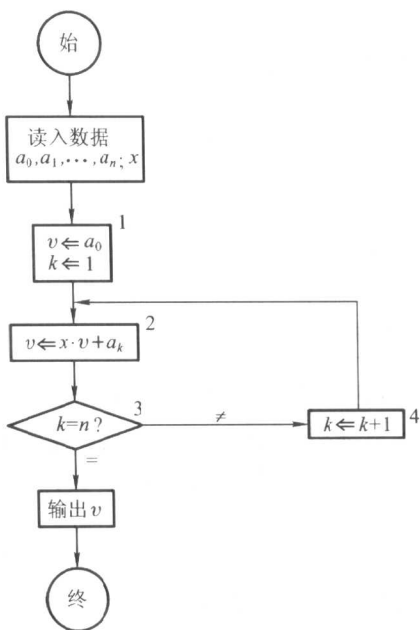 始
读入数据
a₀,a₁,…,aₙ; x
1
v⇐a₀
k⇐1
2
v⇐x·v+aₖ
3
k=n?
≠
k⇐k+1
4
=
输出v
终